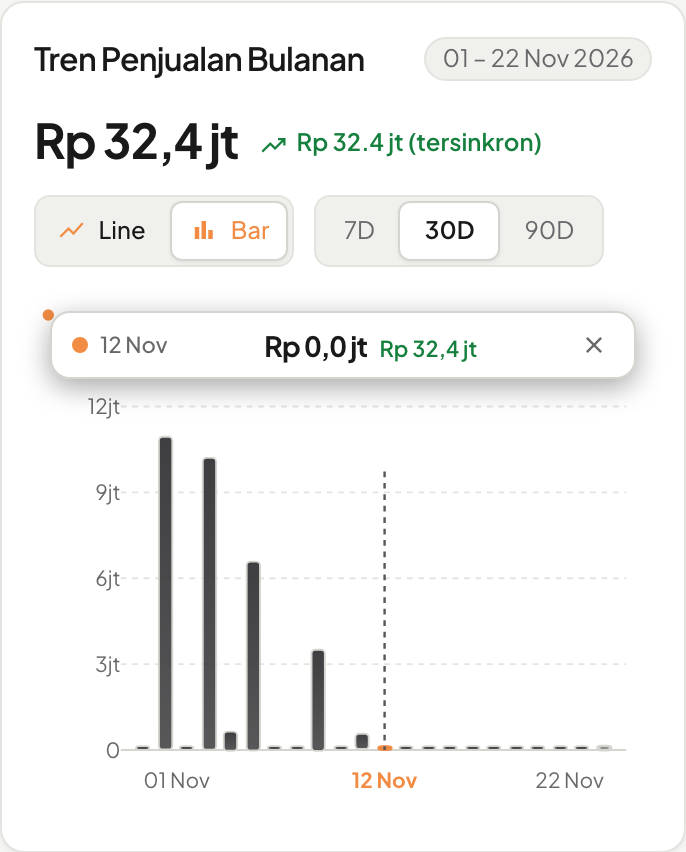 Tren Penjualan Bulanan
01 – 22 Nov 2026
Rp 32,4 jt
Rp 32.4 jt (tersinkron)
Line
Bar
7D
30D
90D
12 Nov
Rp 0,0 jt
Rp 32,4 jt
12jt
9jt
6jt
3jt
0
01 Nov
12 Nov
22 Nov